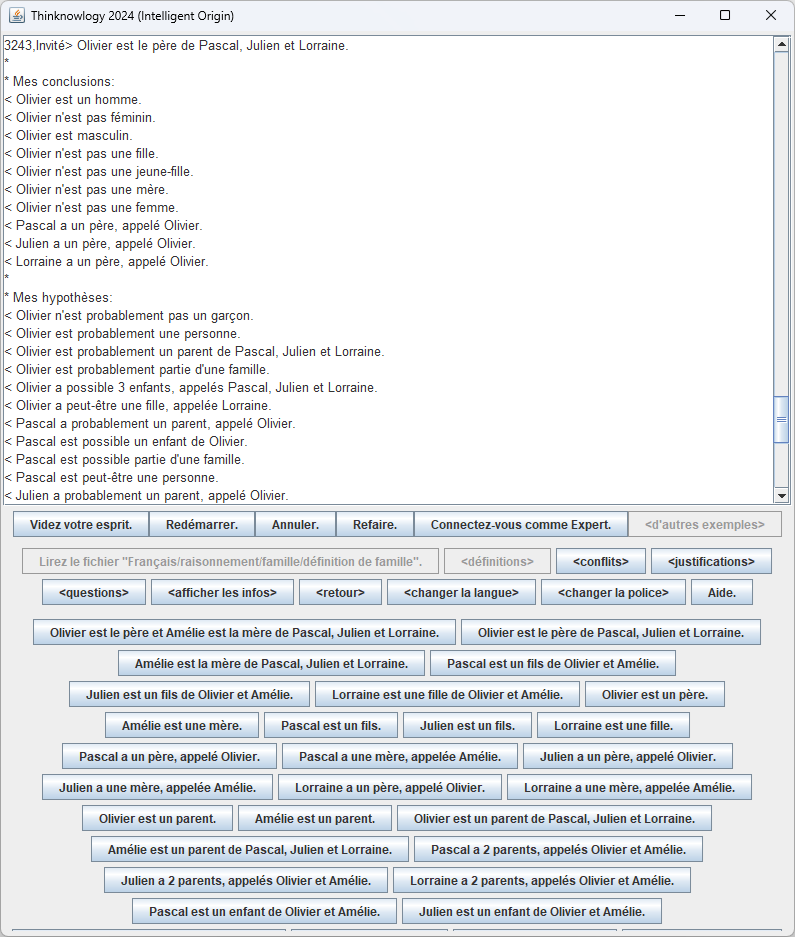 Thinknowlogy 2024 (Intelligent Origin)
3243,Invité> Olivier est le père de Pascal, Julien et Lorraine.
*
* Mes conclusions:
< Olivier est un homme.
< Olivier n'est pas féminin.
< Olivier est masculin.
< Olivier n'est pas une fille.
< Olivier n'est pas une jeune-fille.
< Olivier n'est pas une mère.
< Olivier n'est pas une femme.
< Pascal a un père, appelé Olivier.
< Julien a un père, appelé Olivier.
< Lorraine a un père, appelé Olivier.
*
* Mes hypothèses:
< Olivier n'est probablement pas un garçon.
< Olivier est probablement une personne.
< Olivier est probablement un parent de Pascal, Julien et Lorraine.
< Olivier est probablement partie d'une famille.
< Olivier a possible 3 enfants, appelés Pascal, Julien et Lorraine.
< Olivier a peut-être une fille, appelée Lorraine.
< Pascal a probablement un parent, appelé Olivier.
< Pascal est possible un enfant de Olivier.
< Pascal est possible partie d'une famille.
< Pascal est peut-être une personne.
< Julien a probablement un parent, appelé Olivier.
Videz votre esprit. Redémarrer. Annuler. Refaire. Connectez-vous comme Expert. <d'autres exemples>
Lirez le fichier "Français/raisonnement/famille/définition de famille". <définitions> <conflits> <justifications>
<questions> <afficher les infos> <retour> <changer la langue> <changer la police> Aide.
Olivier est le père et Amélie est la mère de Pascal, Julien et Lorraine. Olivier est le père de Pascal, Julien et Lorraine.
Amélie est la mère de Pascal, Julien et Lorraine. Pascal est un fils de Olivier et Amélie.
Julien est un fils de Olivier et Amélie. Lorraine est une fille de Olivier et Amélie. Olivier est un père.
Amélie est une mère. Pascal est un fils. Julien est un fils. Lorraine est une fille.
Pascal a un père, appelé Olivier. Pascal a une mère, appelée Amélie. Julien a un père, appelé Olivier.
Julien a une mère, appelée Amélie. Lorraine a un père, appelé Olivier. Lorraine a une mère, appelée Amélie.
Olivier est un parent. Amélie est un parent. Olivier est un parent de Pascal, Julien et Lorraine.
Amélie est un parent de Pascal, Julien et Lorraine. Pascal a 2 parents, appelés Olivier et Amélie.
Julien a 2 parents, appelés Olivier et Amélie. Lorraine a 2 parents, appelés Olivier et Amélie.
Pascal est un enfant de Olivier et Amélie. Julien est un enfant de Olivier et Amélie.